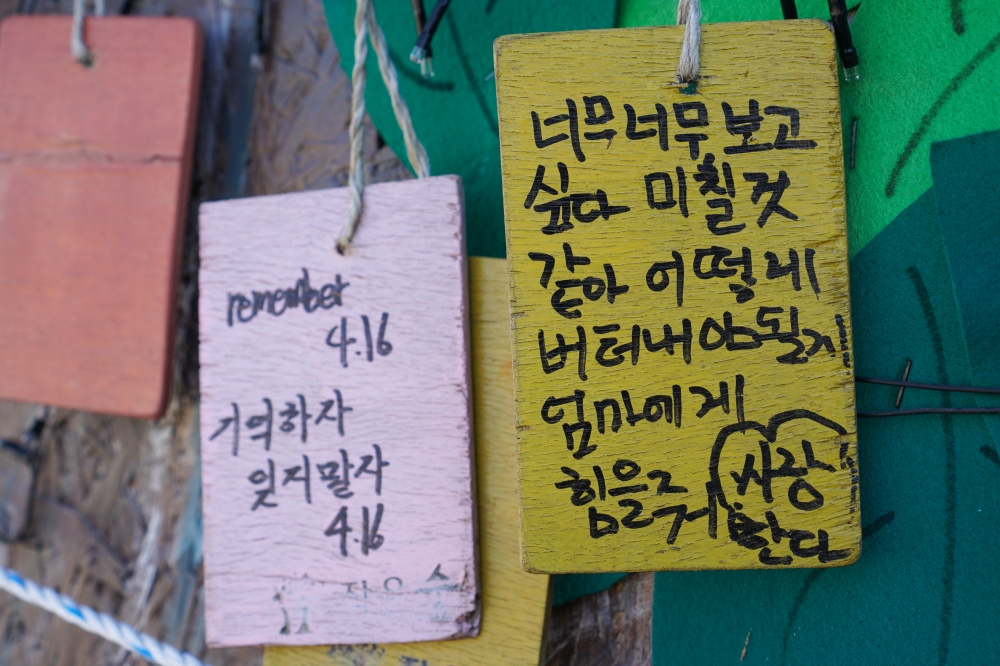 remember
4.16
기억하자
잊지말자
4.16
너무너무 보고
싶다 미칠것
같아 어떻게
버텨내야될지
엄마에게
힘을주거
사랑
한다